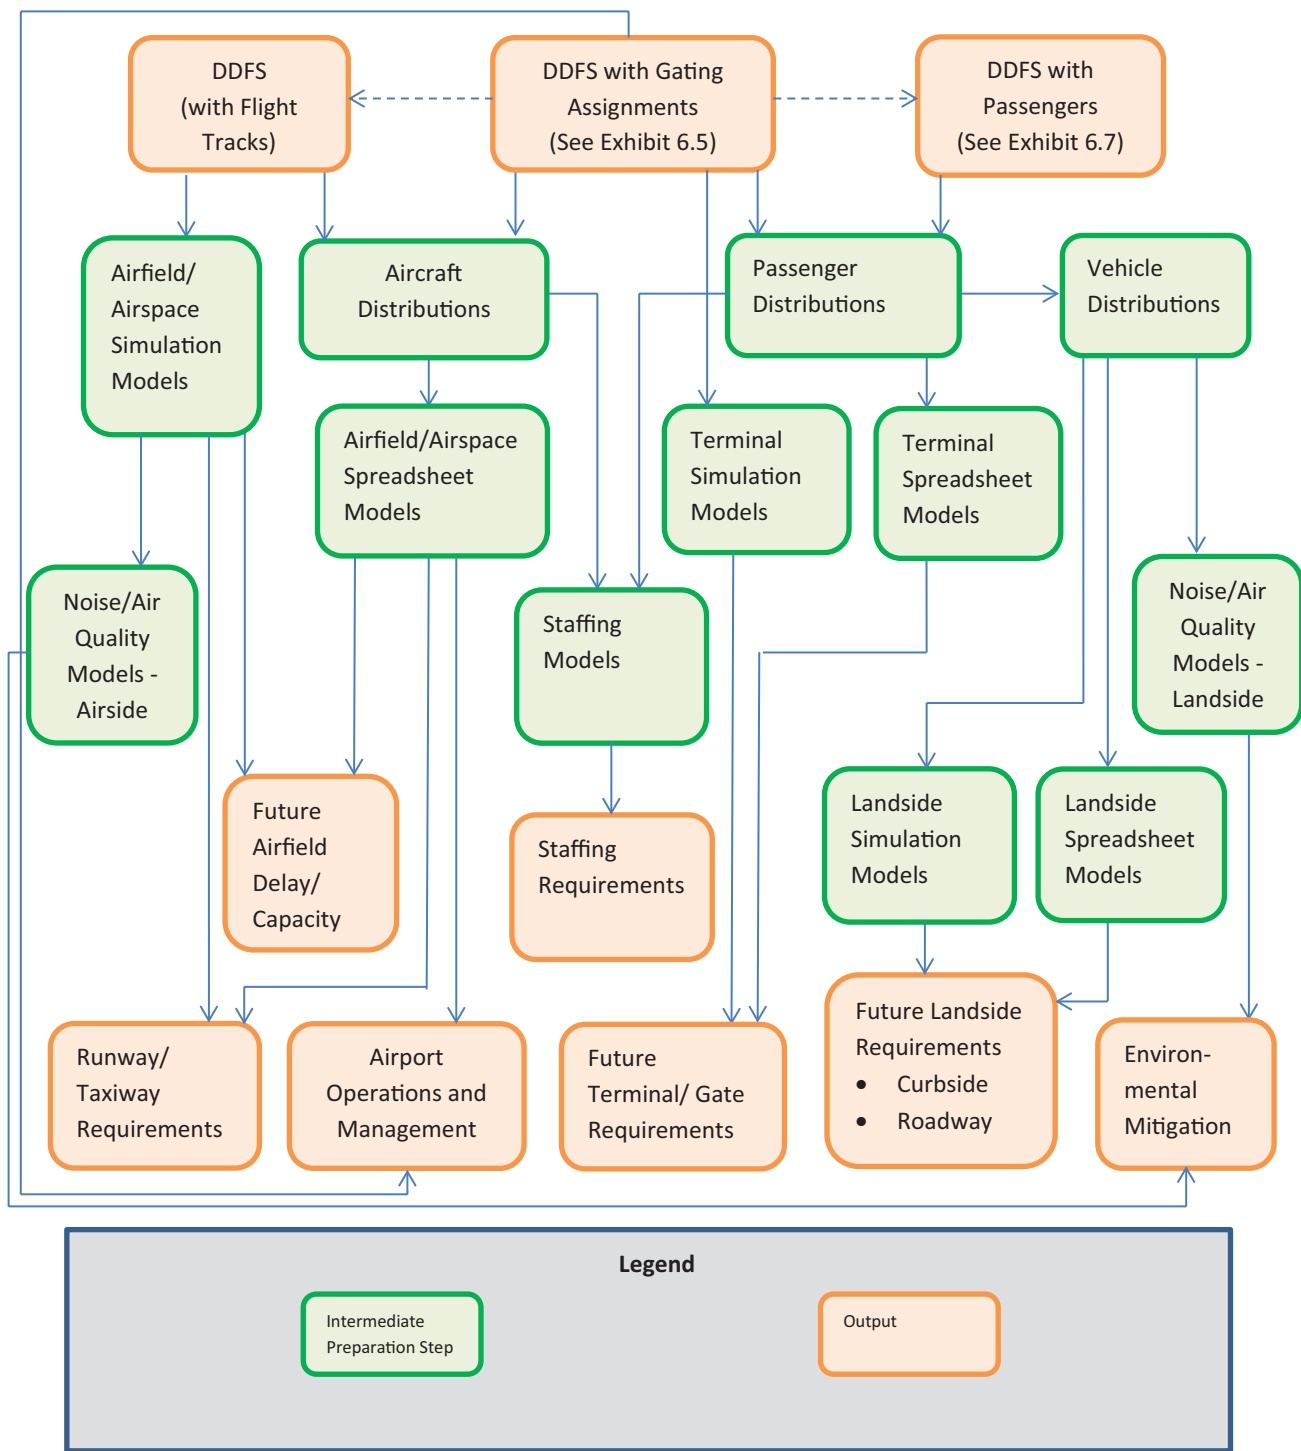 DDFS
(with Flight
Tracks)
DDFS with Gating
Assignments
(See Exhibit 6.5)
DDFS with
Passengers
(See Exhibit 6.7)
Airfield/
Airspace
Simulation
Models
Aircraft
Distributions
Passenger
Distributions
Vehicle
Distributions
Airfield/Airspace
Spreadsheet
Models
Terminal
Simulation
Models
Terminal
Spreadsheet
Models
Noise/Air
Quality
Models -
Airside
Staffing
Models
Noise/Air
Quality
Models -
Landside
Future
Airfield
Delay/
Capacity
Staffing
Requirements
Landside
Simulation
Models
Landside
Spreadsheet
Models
Runway/
Taxiway
Requirements
Airport
Operations and
Management
Future
Terminal/ Gate
Requirements
Future Landside
Requirements
• Curbside
• Roadway
Environ-
mental
Mitigation
Legend
Intermediate
Preparation Step
Output